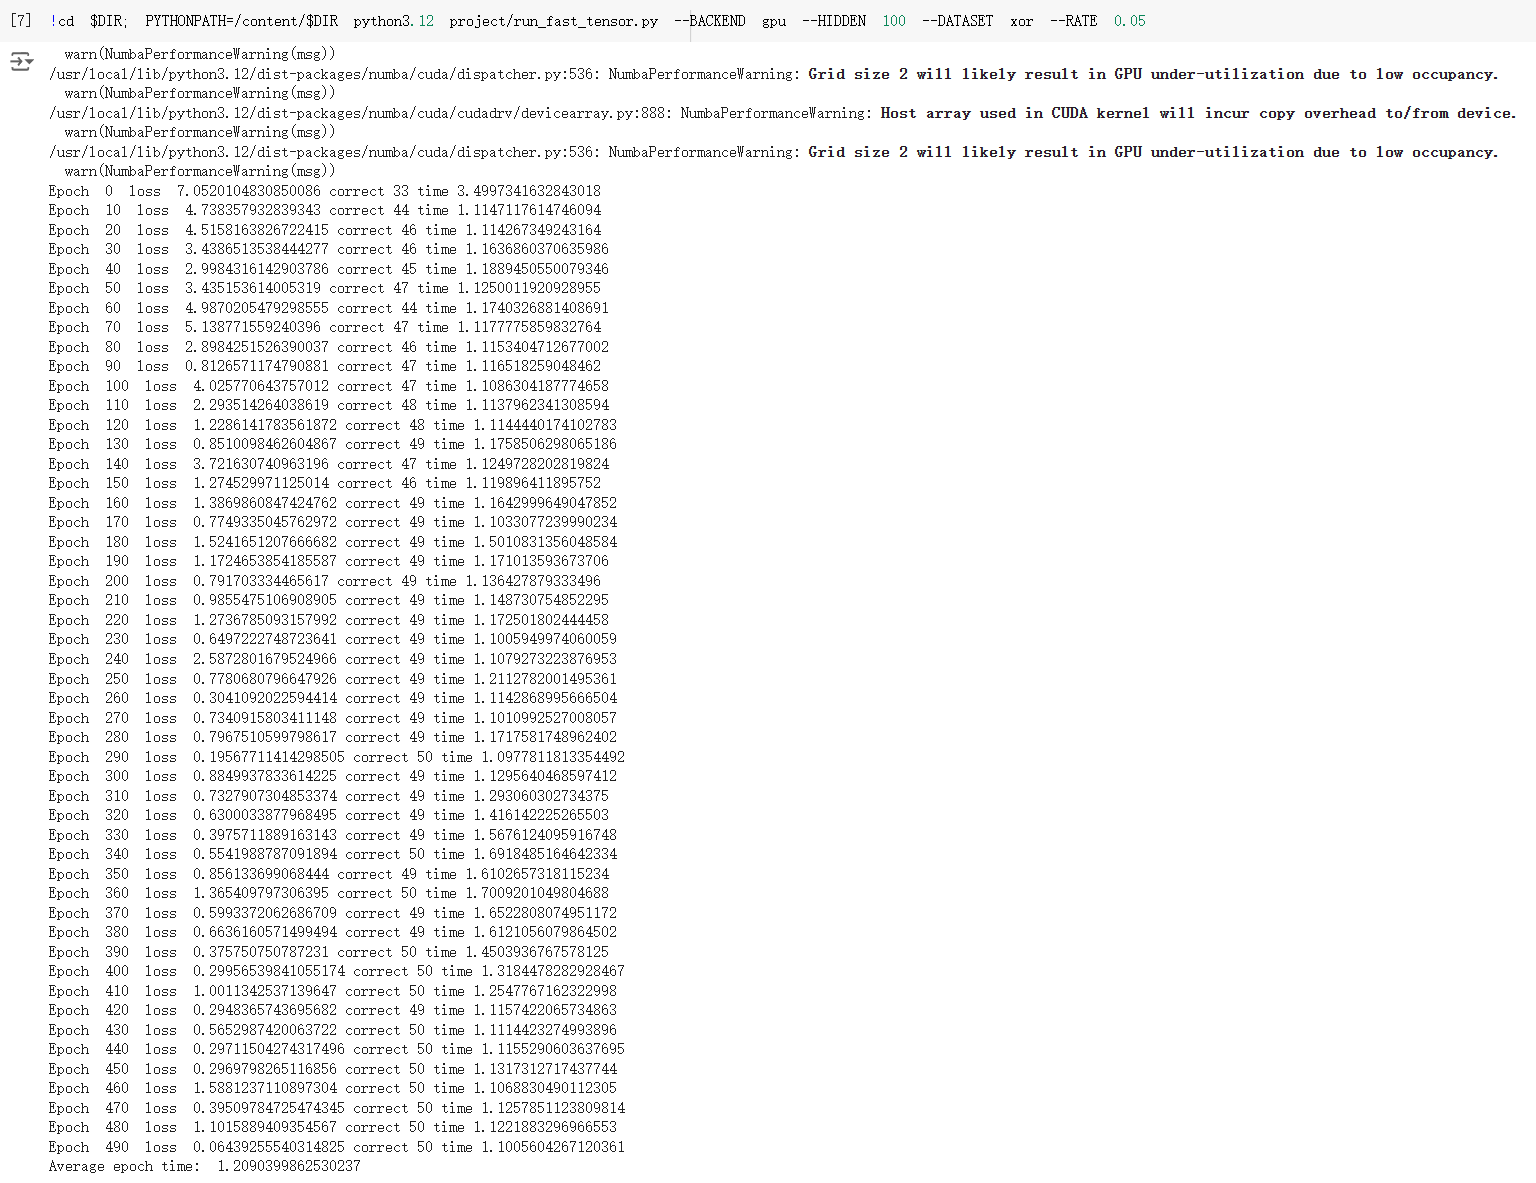 [7] !cd $DIR; PYTHONPATH=/content/$DIR python3.12 project/run_fast_tensor.py --BACKEND gpu --HIDDEN 100 --DATASET xor --RATE 0.05
warn(NumbaPerformanceWarning(msg))
/usr/local/lib/python3.12/dist-packages/numba/cuda/dispatcher.py:536: NumbaPerformanceWarning: Grid size 2 will likely result in GPU under-utilization due to low occupancy.
warn(NumbaPerformanceWarning(msg))
/usr/local/lib/python3.12/dist-packages/numba/cuda/cudadrv/devicearray.py:888: NumbaPerformanceWarning: Host array used in CUDA kernel will incur copy overhead to/from device.
warn(NumbaPerformanceWarning(msg))
/usr/local/lib/python3.12/dist-packages/numba/cuda/dispatcher.py:536: NumbaPerformanceWarning: Grid size 2 will likely result in GPU under-utilization due to low occupancy.
warn(NumbaPerformanceWarning(msg))
Epoch 0 loss 7.0520104830850086 correct 33 time 3.4997341632843018
Epoch 10 loss 4.738357932839343 correct 44 time 1.1147117614746094
Epoch 20 loss 4.5158163826722415 correct 46 time 1.114267349243164
Epoch 30 loss 3.4386513538444277 correct 46 time 1.1636860370635986
Epoch 40 loss 2.9984316142903786 correct 45 time 1.1889450550079346
Epoch 50 loss 3.435153614005319 correct 47 time 1.1250011920928955
Epoch 60 loss 4.9870205479298555 correct 44 time 1.1740326881408691
Epoch 70 loss 5.138771559240396 correct 47 time 1.1177775859832764
Epoch 80 loss 2.8984251526390037 correct 46 time 1.1153404712677002
Epoch 90 loss 0.8126571174790881 correct 47 time 1.116518259048462
Epoch 100 loss 4.025770643757012 correct 47 time 1.1086304187774658
Epoch 110 loss 2.293514264038619 correct 48 time 1.1137962341308594
Epoch 120 loss 1.2286141783561872 correct 48 time 1.1144440174102783
Epoch 130 loss 0.8510098462604867 correct 49 time 1.1758506298065186
Epoch 140 loss 3.721630740963196 correct 47 time 1.1249728202819824
Epoch 150 loss 1.274529971125014 correct 46 time 1.119896411895752
Epoch 160 loss 1.3869860847424762 correct 49 time 1.1642999649047852
Epoch 170 loss 0.7749335045762972 correct 49 time 1.1033077239990234
Epoch 180 loss 1.5241651207666682 correct 49 time 1.5010831356048584
Epoch 190 loss 1.1724653854185587 correct 49 time 1.171013593673706
Epoch 200 loss 0.791703334465617 correct 49 time 1.136427879333496
Epoch 210 loss 0.9855475106908905 correct 49 time 1.148730754852295
Epoch 220 loss 1.2736785093157992 correct 49 time 1.172501802444458
Epoch 230 loss 0.6497222748723641 correct 49 time 1.1005949974060059
Epoch 240 loss 2.5872801679524966 correct 49 time 1.1079273223876953
Epoch 250 loss 0.7780680796647926 correct 49 time 1.2112782001495361
Epoch 260 loss 0.3041092022594414 correct 49 time 1.1142868995666504
Epoch 270 loss 0.7340915803411148 correct 49 time 1.1010992527008057
Epoch 280 loss 0.7967510599798617 correct 49 time 1.1717581748962402
Epoch 290 loss 0.19567711414298505 correct 50 time 1.0977811813354492
Epoch 300 loss 0.8849937833614225 correct 49 time 1.1295640468597412
Epoch 310 loss 0.7327907304853374 correct 49 time 1.293060302734375
Epoch 320 loss 0.6300033877968495 correct 49 time 1.416142225265503
Epoch 330 loss 0.3975711889163143 correct 49 time 1.5676124095916748
Epoch 340 loss 0.5541988787091894 correct 50 time 1.6918485164642334
Epoch 350 loss 0.856133699068444 correct 49 time 1.6102657318115234
Epoch 360 loss 1.365409797306395 correct 50 time 1.7009201049804688
Epoch 370 loss 0.5993372062686709 correct 49 time 1.6522808074951172
Epoch 380 loss 0.6636160571499494 correct 49 time 1.6121056079864502
Epoch 390 loss 0.375750750787231 correct 50 time 1.4503936767578125
Epoch 400 loss 0.29956539841055174 correct 50 time 1.3184478282928467
Epoch 410 loss 1.0011342537139647 correct 50 time 1.2547767162322998
Epoch 420 loss 0.2948365743695682 correct 49 time 1.1157422065734863
Epoch 430 loss 0.5652987420063722 correct 50 time 1.1114423274993896
Epoch 440 loss 0.29711504274317496 correct 50 time 1.1155290603637695
Epoch 450 loss 0.2969798265116856 correct 50 time 1.1317312717437744
Epoch 460 loss 1.5881237110897304 correct 50 time 1.1068830490112305
Epoch 470 loss 0.39509784725474345 correct 50 time 1.1257851123809814
Epoch 480 loss 1.1015889409354567 correct 50 time 1.1221883296966553
Epoch 490 loss 0.06439255540314825 correct 50 time 1.1005604267120361
Average epoch time: 1.2090399862530237